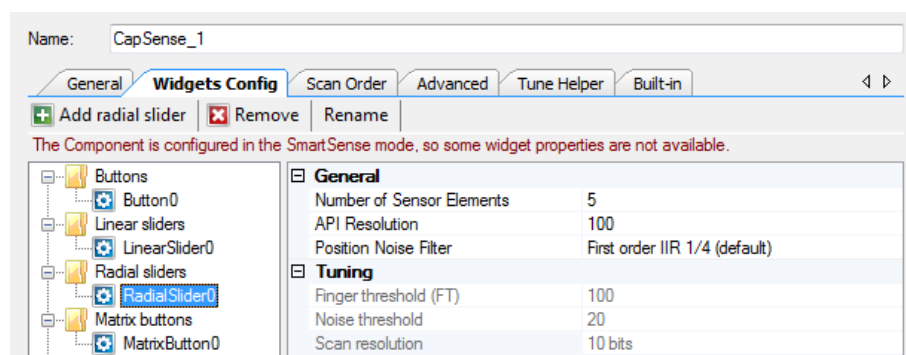 Name: CapSense_1
General Widgets Config Scan Order Advanced Tune Helper Built-in
Add radial slider Remove Rename
The Component is configured in the SmartSense mode, so some widget properties are not available.
Buttons General
Button0 Number of Sensor Elements 5
Linear sliders API Resolution 100
LinearSlider0 Position Noise Filter First order IIR 1/4 (default)
Radial sliders Tuning
RadialSlider0 Finger threshold (FT) 100
Matrix buttons Noise threshold 20
MatrixButton0 Scan resolution 10 bits